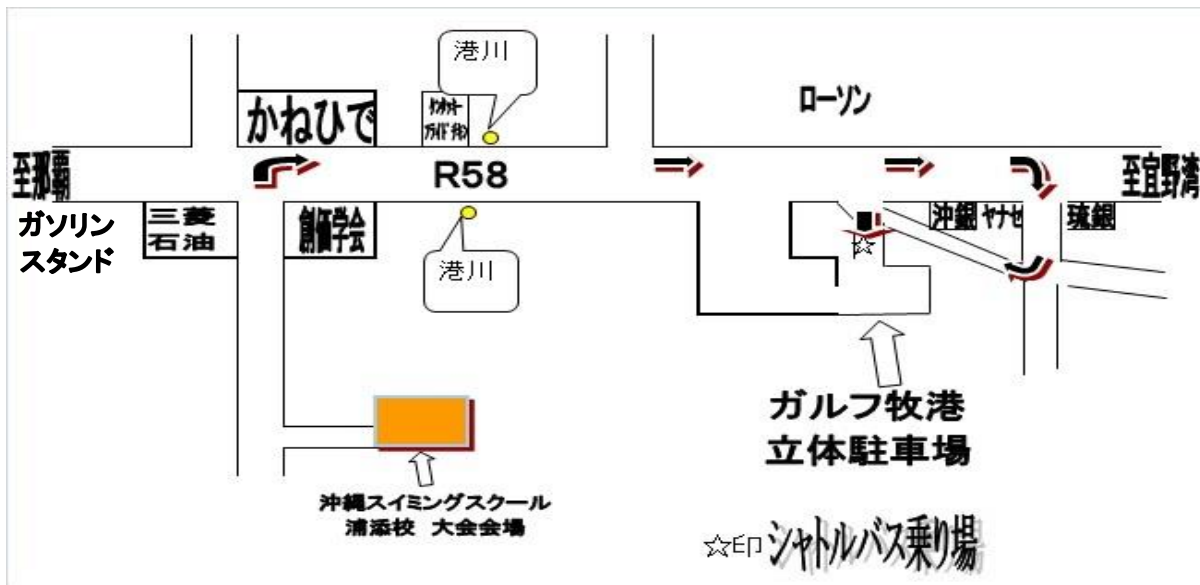 港川
かねひで
ローソン
至那覇
R58
至宜野湾
ガソリン
スタンド
三菱
石油
創価学会
沖銀
ヤナセ
琉銀
港川
ガルフ牧港
立体駐車場
沖縄スイミングスクール
浦添校 大会会場
☆印 シャトルバス乗り場